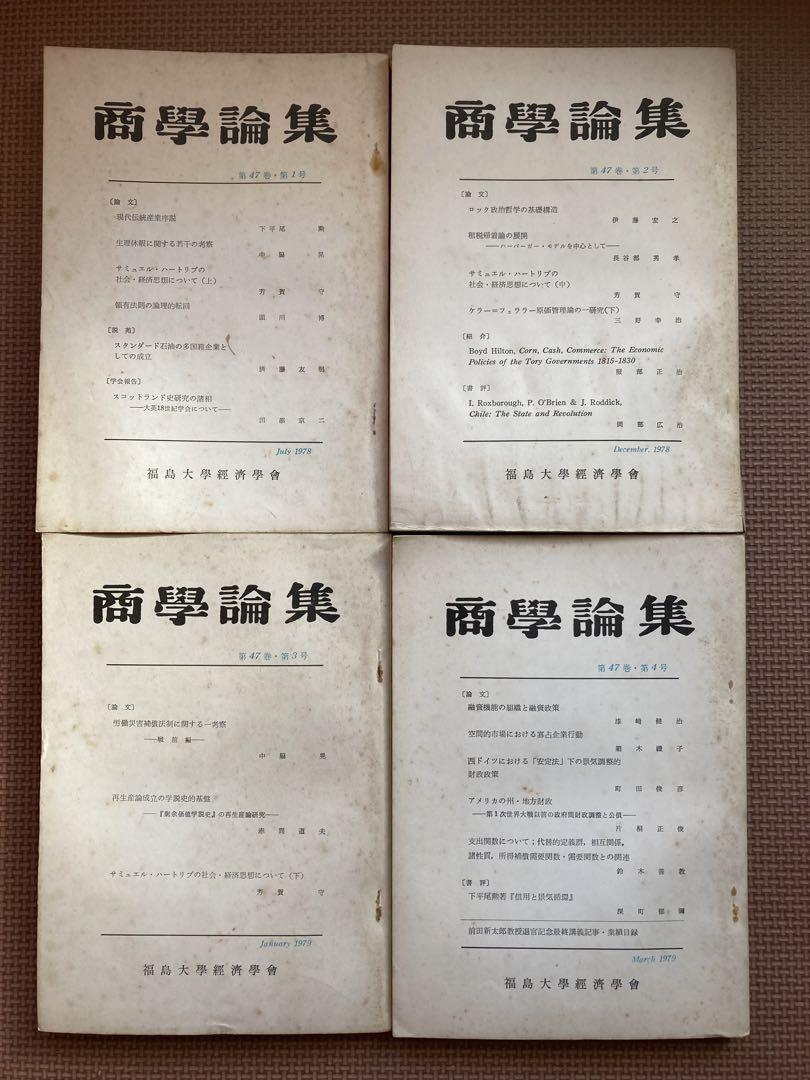 商學論集
第47巻・第1号
〔論文〕
現代伝統産業序説
下平尾 勲
生理休暇に関する若干の考察
中脇 晃
サミュエル・ハートリブの
社会・経済思想について（上）
芳賀 守
領有法則の論理的転回
頭川 博
〔説苑〕
スタンダード石油の多国籍企業と
しての成立
済藤友明
〔学会報告〕
スコットランド史研究の諸相
――大英18世紀学会について――
田添京二
July 1978
福島大學經濟學會
商學論集
第47巻・第2号
〔論文〕
ロック政治哲学の基礎構造
伊藤宏之
租税帰着論の展開
――ハーバーガー・モデルを中心として――
長谷部秀孝
サミュエル・ハートリブの
社会・経済思想について（中）
芳賀 守
ケラー＝フェララー原価管理論の一研究（下）
三好幸治
〔紹介〕
Boyd Hilton, Corn, Cash, Commerce: The Economic
Policies of the Tory Governments 1815-1830
服部正治
〔書評〕
I. Roxborough, P. O'Brien & J. Roddick,
Chile: The State and Revolution
岡部広治
December, 1978
福島大學經濟學會
商學論集
第47巻・第3号
〔論文〕
労働災害補償法制に関する一考察
――戦前編――
中脇 晃
再生産論成立の学説史的基盤
――『剰余価値学説史』の再生産論研究――
赤間道夫
サミュエル・ハートリブの社会・経済思想について（下）
芳賀 守
January 1979
福島大學經濟學會
商學論集
第47巻・第4号
〔論文〕
融資機能の組織と融資政策
漆崎健治
空間的市場における寡占企業行動
箱木禮子
西ドイツにおける「安定法」下の景気調整的
財政政策
町田俊彦
アメリカの州・地方財政
――第1次世界大戦以前の政府間財政調整と公債――
片桐正俊
支出関数について；代替的定義群，相互関係，
諸性質，所得補償需要関数・需要関数との関連
鈴木善教
〔書評〕
下平尾勲著『信用と景気循環』
深町郁彌
前田新太郎教授退官記念最終講義記事・業績目録
March 1979
福島大學經濟學會